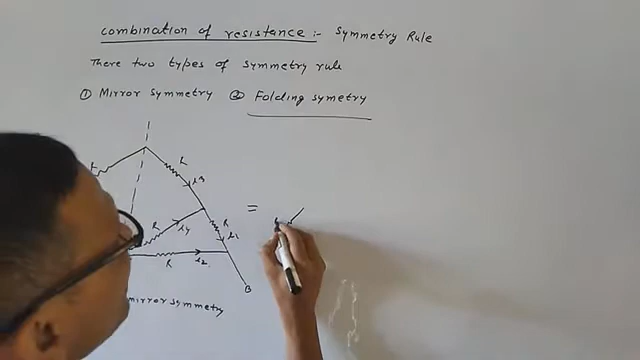 combination of resistance :- Symmetry Rule
There two types of symmetry rule
① Mirror symmetry ② Folding symetry
R
R
=
R
R
B
mirror symmetry